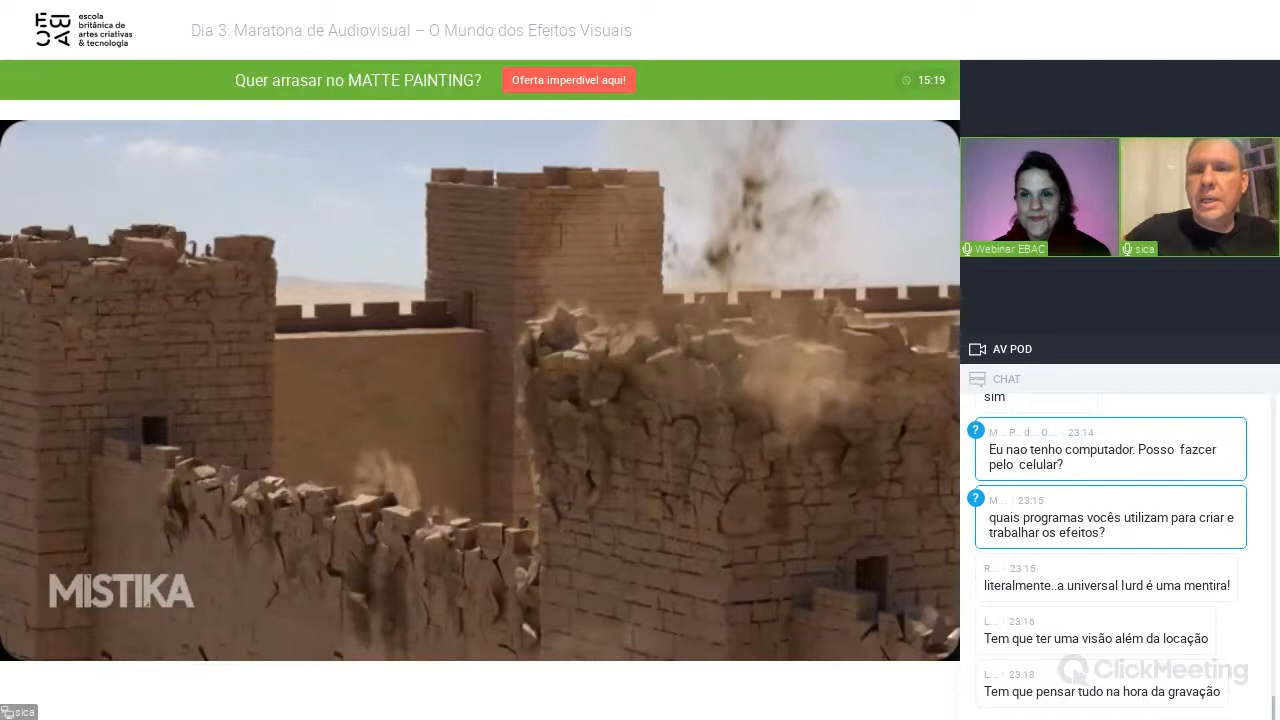 escola
britânica de
artes criativas
& tecnologia
Dia 3: Maratona de Audiovisual – O Mundo dos Efeitos Visuais
Quer arrasar no MATTE PAINTING?
Oferta imperdível aqui!
15:19
MISTIKA
sica
Webinar EBAC
sica
AV POD
CHAT
sim
M... P... d... O... 23:14
Eu nao tenho computador. Posso fazcer
pelo celular?
M... 23:15
quais programas vocês utilizam para criar e
trabalhar os efeitos?
R... 23:15
literalmente..a universal Iurd é uma mentira!
L... 23:16
Tem que ter uma visão além da locação
L... 23:18
Tem que pensar tudo na hora da gravação
ClickMeeting